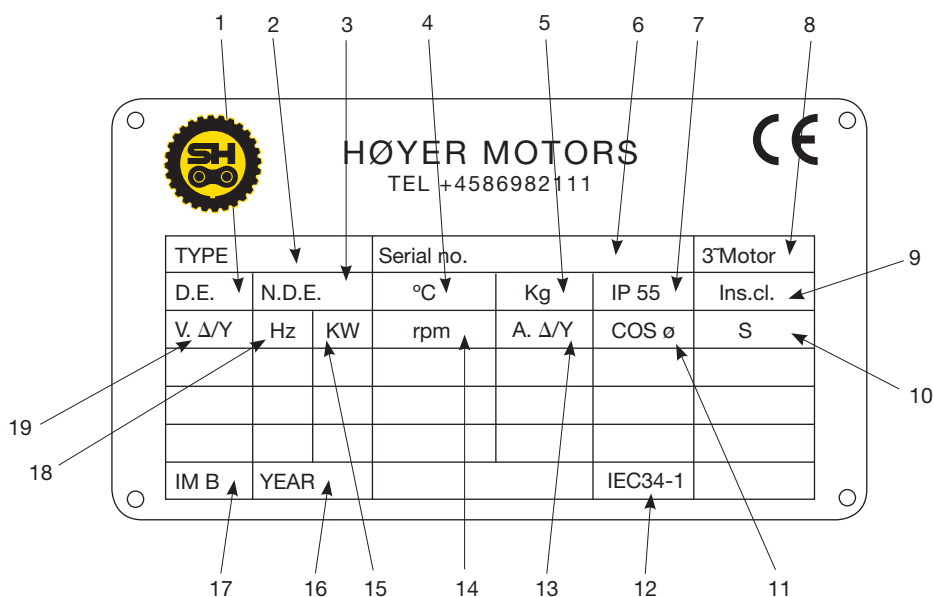 1 2 3 4 5 6 7 8
SH
HØYER MOTORS
TEL +4586982111
CE
TYPE Serial no. 3~Motor
9
D.E. N.D.E. ºC Kg IP 55 Ins.cl.
V. Δ/Y Hz KW rpm A. Δ/Y COS ø S
10
19
18
IM B YEAR IEC34-1
17 16 15 14 13 12 11